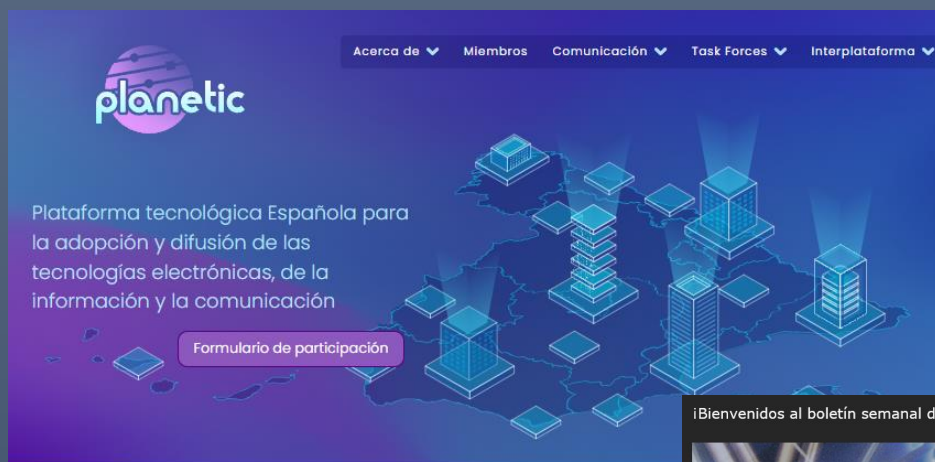 Acerca de Miembros Comunicación Task Forces Interplataforma
planetic
Plataforma tecnológica Española para
la adopción y difusión de las
tecnologías electrónicas, de la
información y la comunicación
Formulario de participación
¡Bienvenidos al boletín semanal d